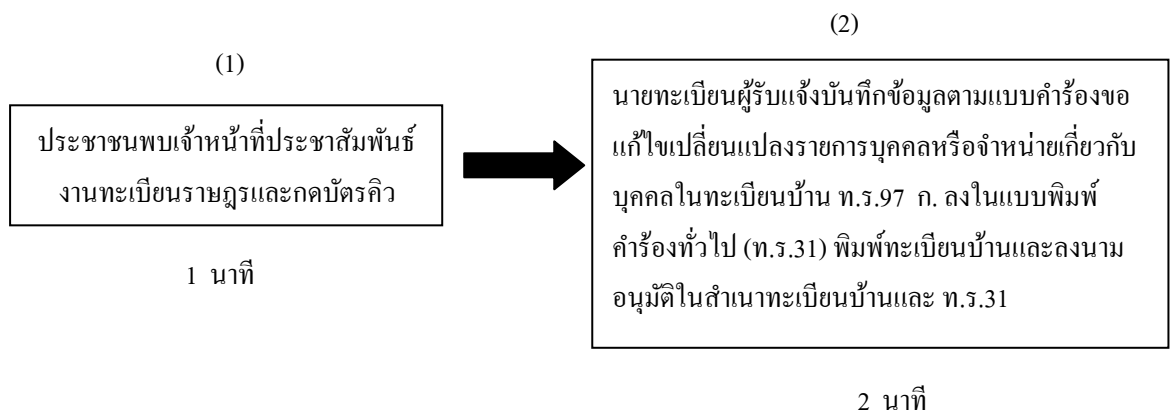 (1)
ประชาชนพบเจ้าหน้าที่ประชาสัมพันธ์
งานทะเบียนราษฎรและกดบัตรคิว
1 นาที
(2)
นายทะเบียนผู้รับแจ้งบันทึกข้อมูลตามแบบคำร้องขอ
แก้ไขเปลี่ยนแปลงรายการบุคคลหรือจำหน่ายเกี่ยวกับ
บุคคลในทะเบียนบ้าน ท.ร.97 ก. ลงในแบบพิมพ์
คำร้องทั่วไป (ท.ร.31) พิมพ์ทะเบียนบ้านและลงนาม
อนุมัติในสำเนาทะเบียนบ้านและ ท.ร.31
2 นาที